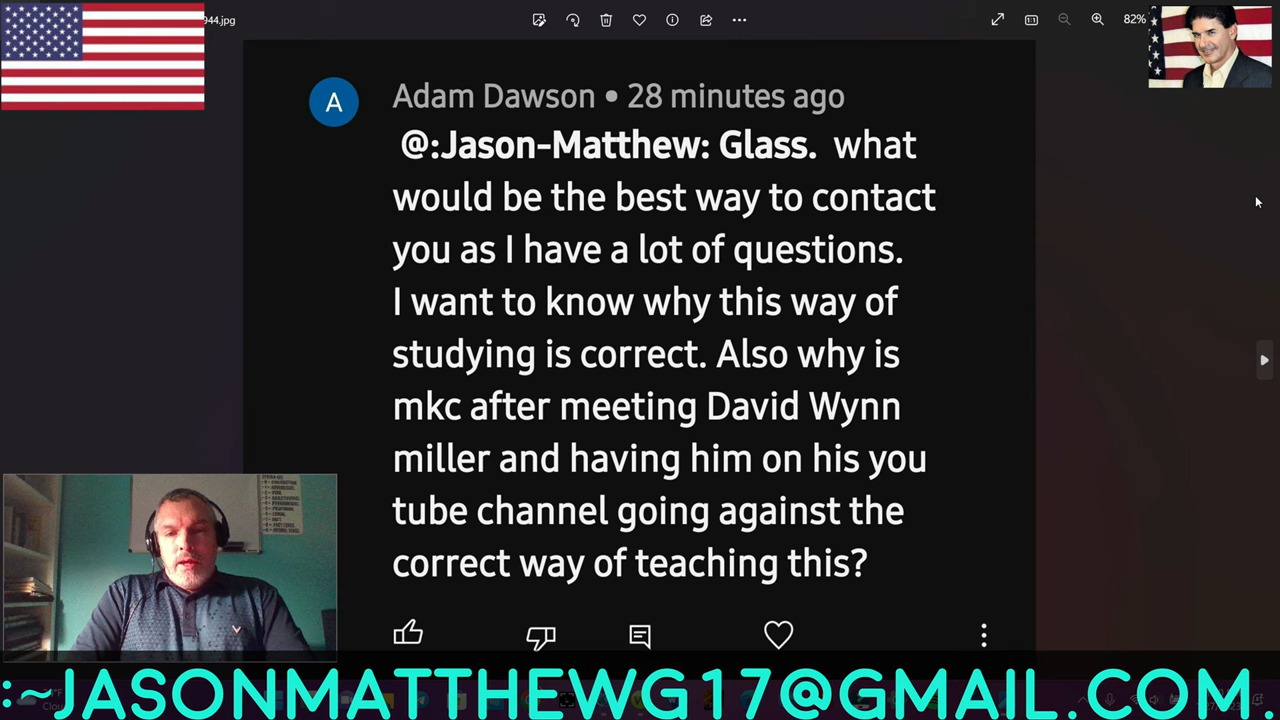 944.jpg
82%
A
Adam Dawson • 28 minutes ago
@:Jason-Matthew: Glass. what
would be the best way to contact
you as I have a lot of questions.
I want to know why this way of
studying is correct. Also why is
mkc after meeting David Wynn
miller and having him on his you
tube channel going against the
correct way of teaching this?
:~JASONMATTHEWG17@GMAIL.COM.